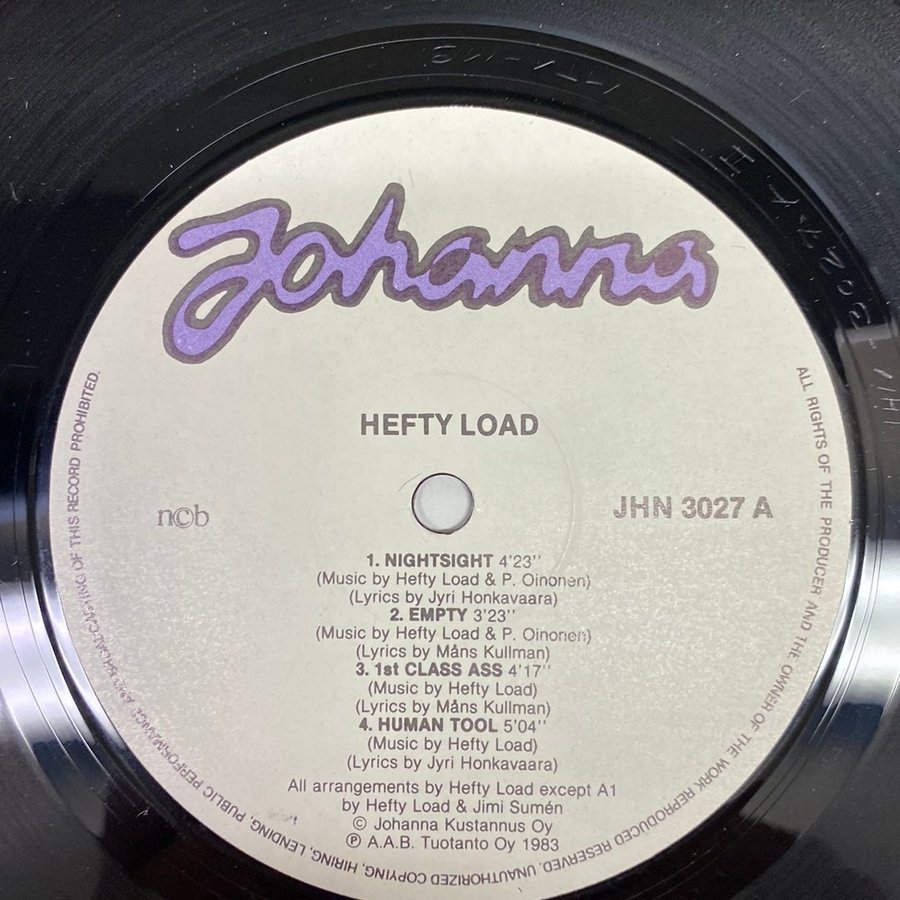 Johanna
HEFTY LOAD
ncb
JHN 3027 A
1. NIGHTSIGHT 4'23''
(Music by Hefty Load & P. Oinonen)
(Lyrics by Jyri Honkavaara)
2. EMPTY 3'23''
(Music by Hefty Load & P. Oinonen)
(Lyrics by Måns Kullman)
3. 1st CLASS ASS 4'17''
(Music by Hefty Load)
(Lyrics by Måns Kullman)
4. HUMAN TOOL 5'04''
(Music by Hefty Load)
(Lyrics by Jyri Honkavaara)
All arrangements by Hefty Load except A1
by Hefty Load & Jimi Sumén
© Johanna Kustannus Oy
℗ A.A.B. Tuotanto Oy 1983
ALL RIGHTS OF THE PRODUCER AND THE OWNER OF THE WORK REPRODUCED RESERVED. UNAUTHORIZED COPYING, HIRING, LENDING, PUBLIC PERFORMANCE AND BROADCASTING OF THIS RECORD PROHIBITED.